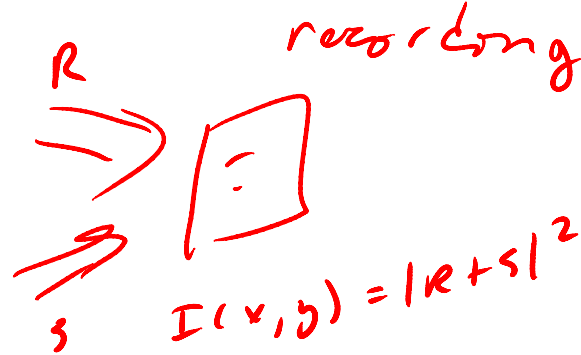 recording
R
S
I(x,y) = |R+S|²